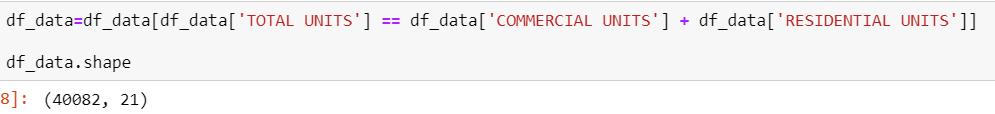 df_data=df_data[df_data['TOTAL UNITS'] == df_data['COMMERCIAL UNITS'] + df_data['RESIDENTIAL UNITS']]
df_data.shape
8]: (40082, 21)